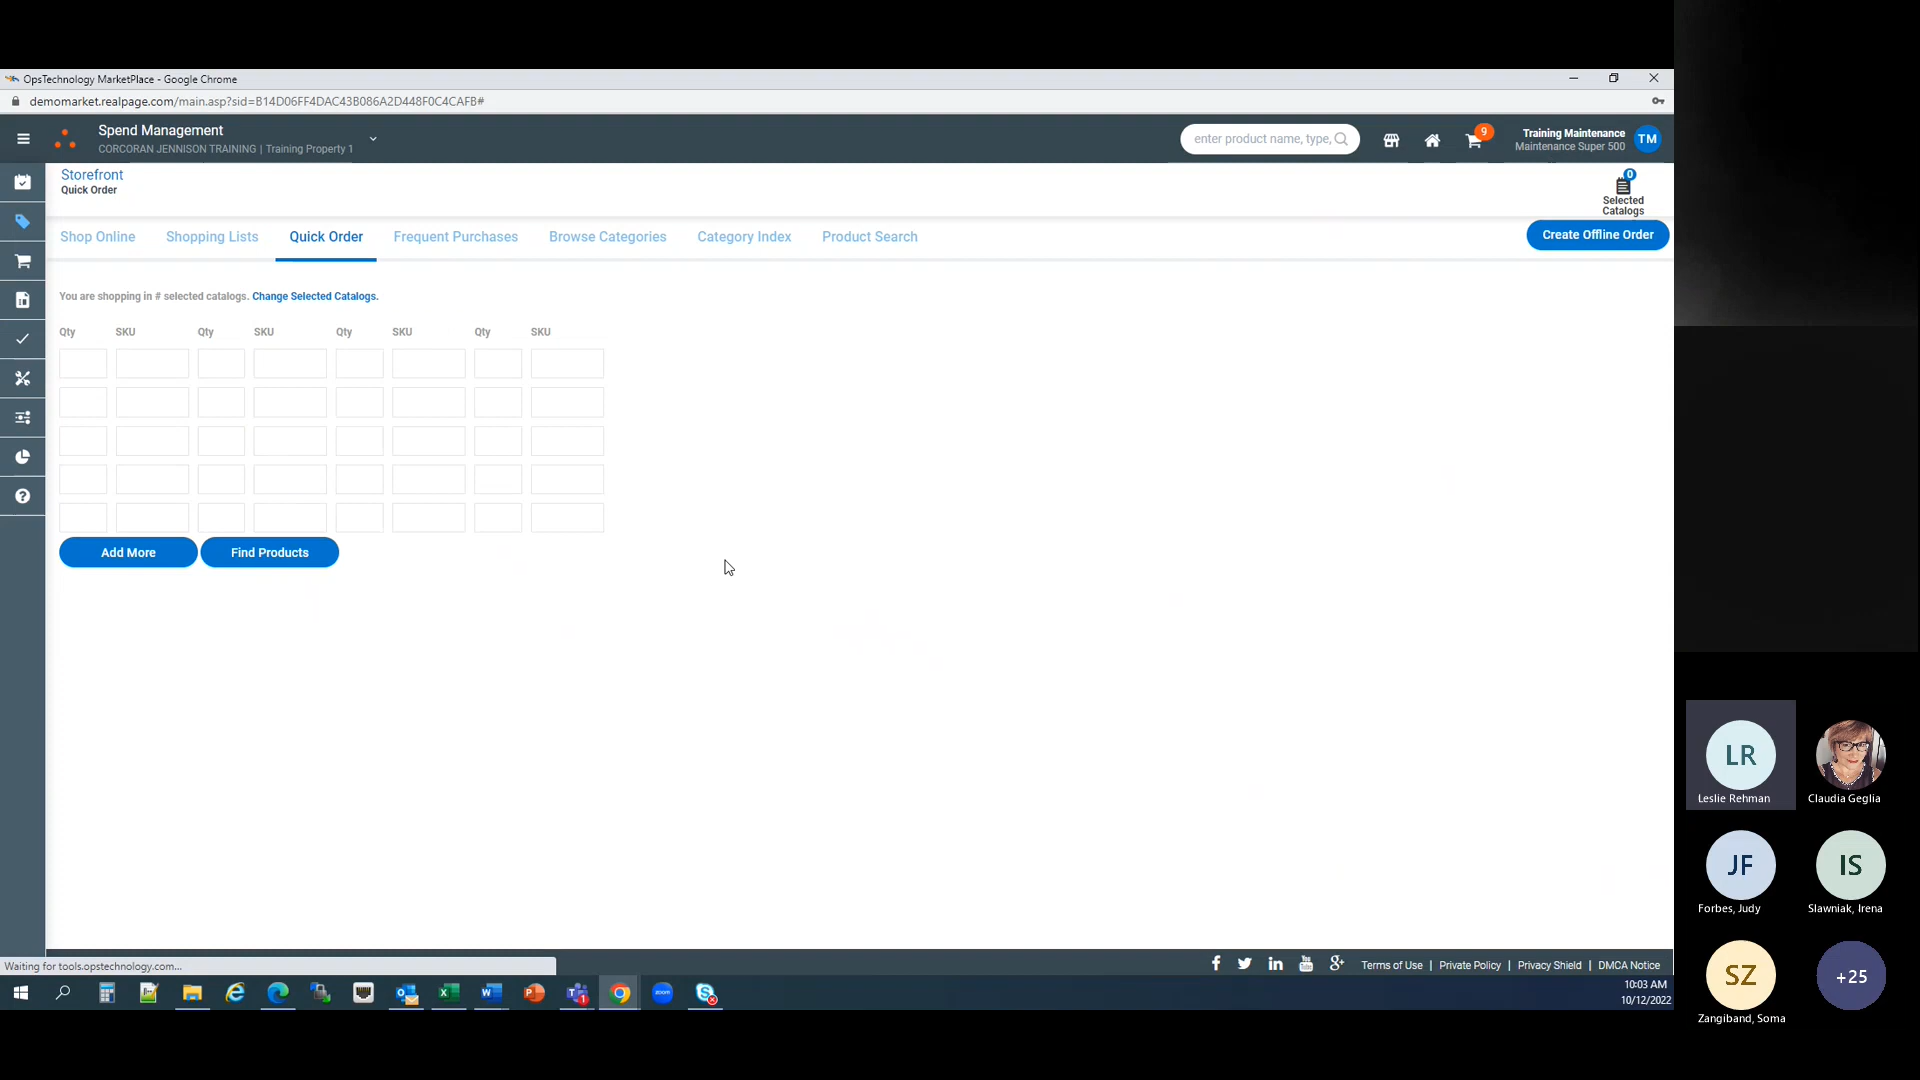 OpsTechnology MarketPlace - Google Chrome
demomarket.realpage.com/main.asp?sid=B14D06FF4DAC43B086A2D448F0C4CAFB#
Spend Management
CORCORAN JENNISON TRAINING | Training Property 1
enter product name, type,
9
Training Maintenance
Maintenance Super 500
TM
Storefront
Quick Order
0
Selected
Catalogs
Shop Online Shopping Lists Quick Order Frequent Purchases Browse Categories Category Index Product Search
Create Offline Order
You are shopping in # selected catalogs. Change Selected Catalogs.
Qty SKU Qty SKU Qty SKU Qty SKU
Add More Find Products
LR
Leslie Rehman
Claudia Geglia
JF
Forbes, Judy
IS
Slawniak, Irena
SZ
Zangiband, Soma
+25
Waiting for tools.opstechnology.com...
Terms of Use | Private Policy | Privacy Shield | DMCA Notice
10:03 AM
10/12/2022